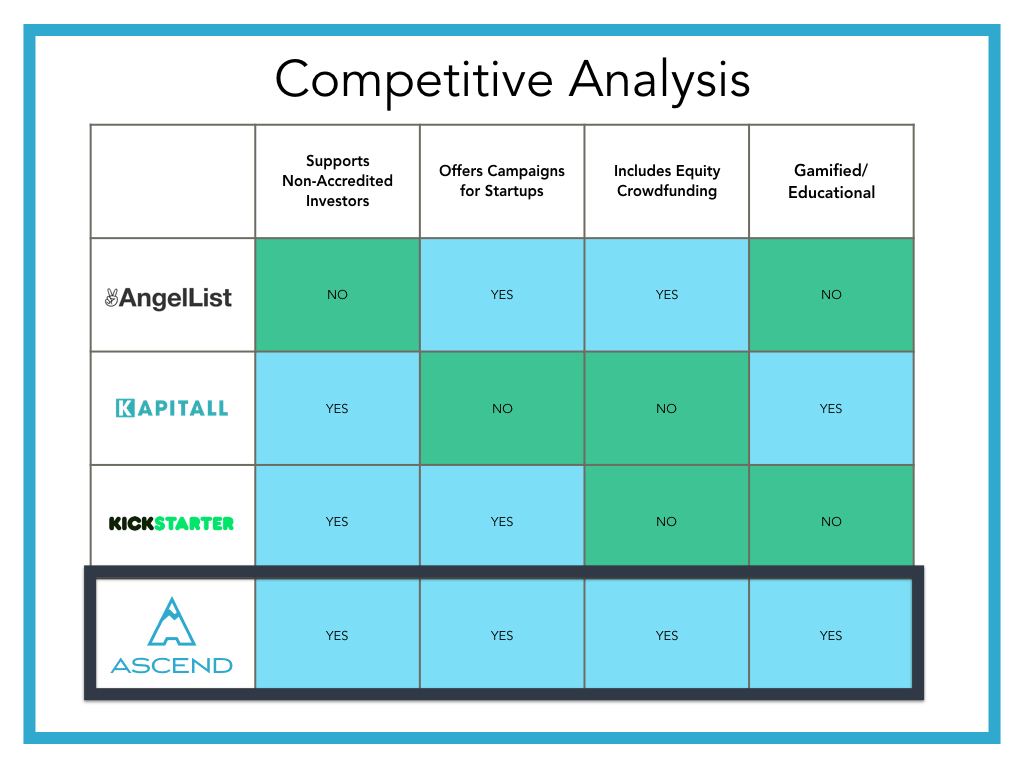 Competitive Analysis
Supports
Non-Accredited
Investors
Offers Campaigns
for Startups
Includes Equity
Crowdfunding
Gamified/
Educational
AngelList
NO
YES
YES
NO
KAPITALL
YES
NO
NO
YES
KICKSTARTER
YES
YES
NO
NO
ASCEND
YES
YES
YES
YES